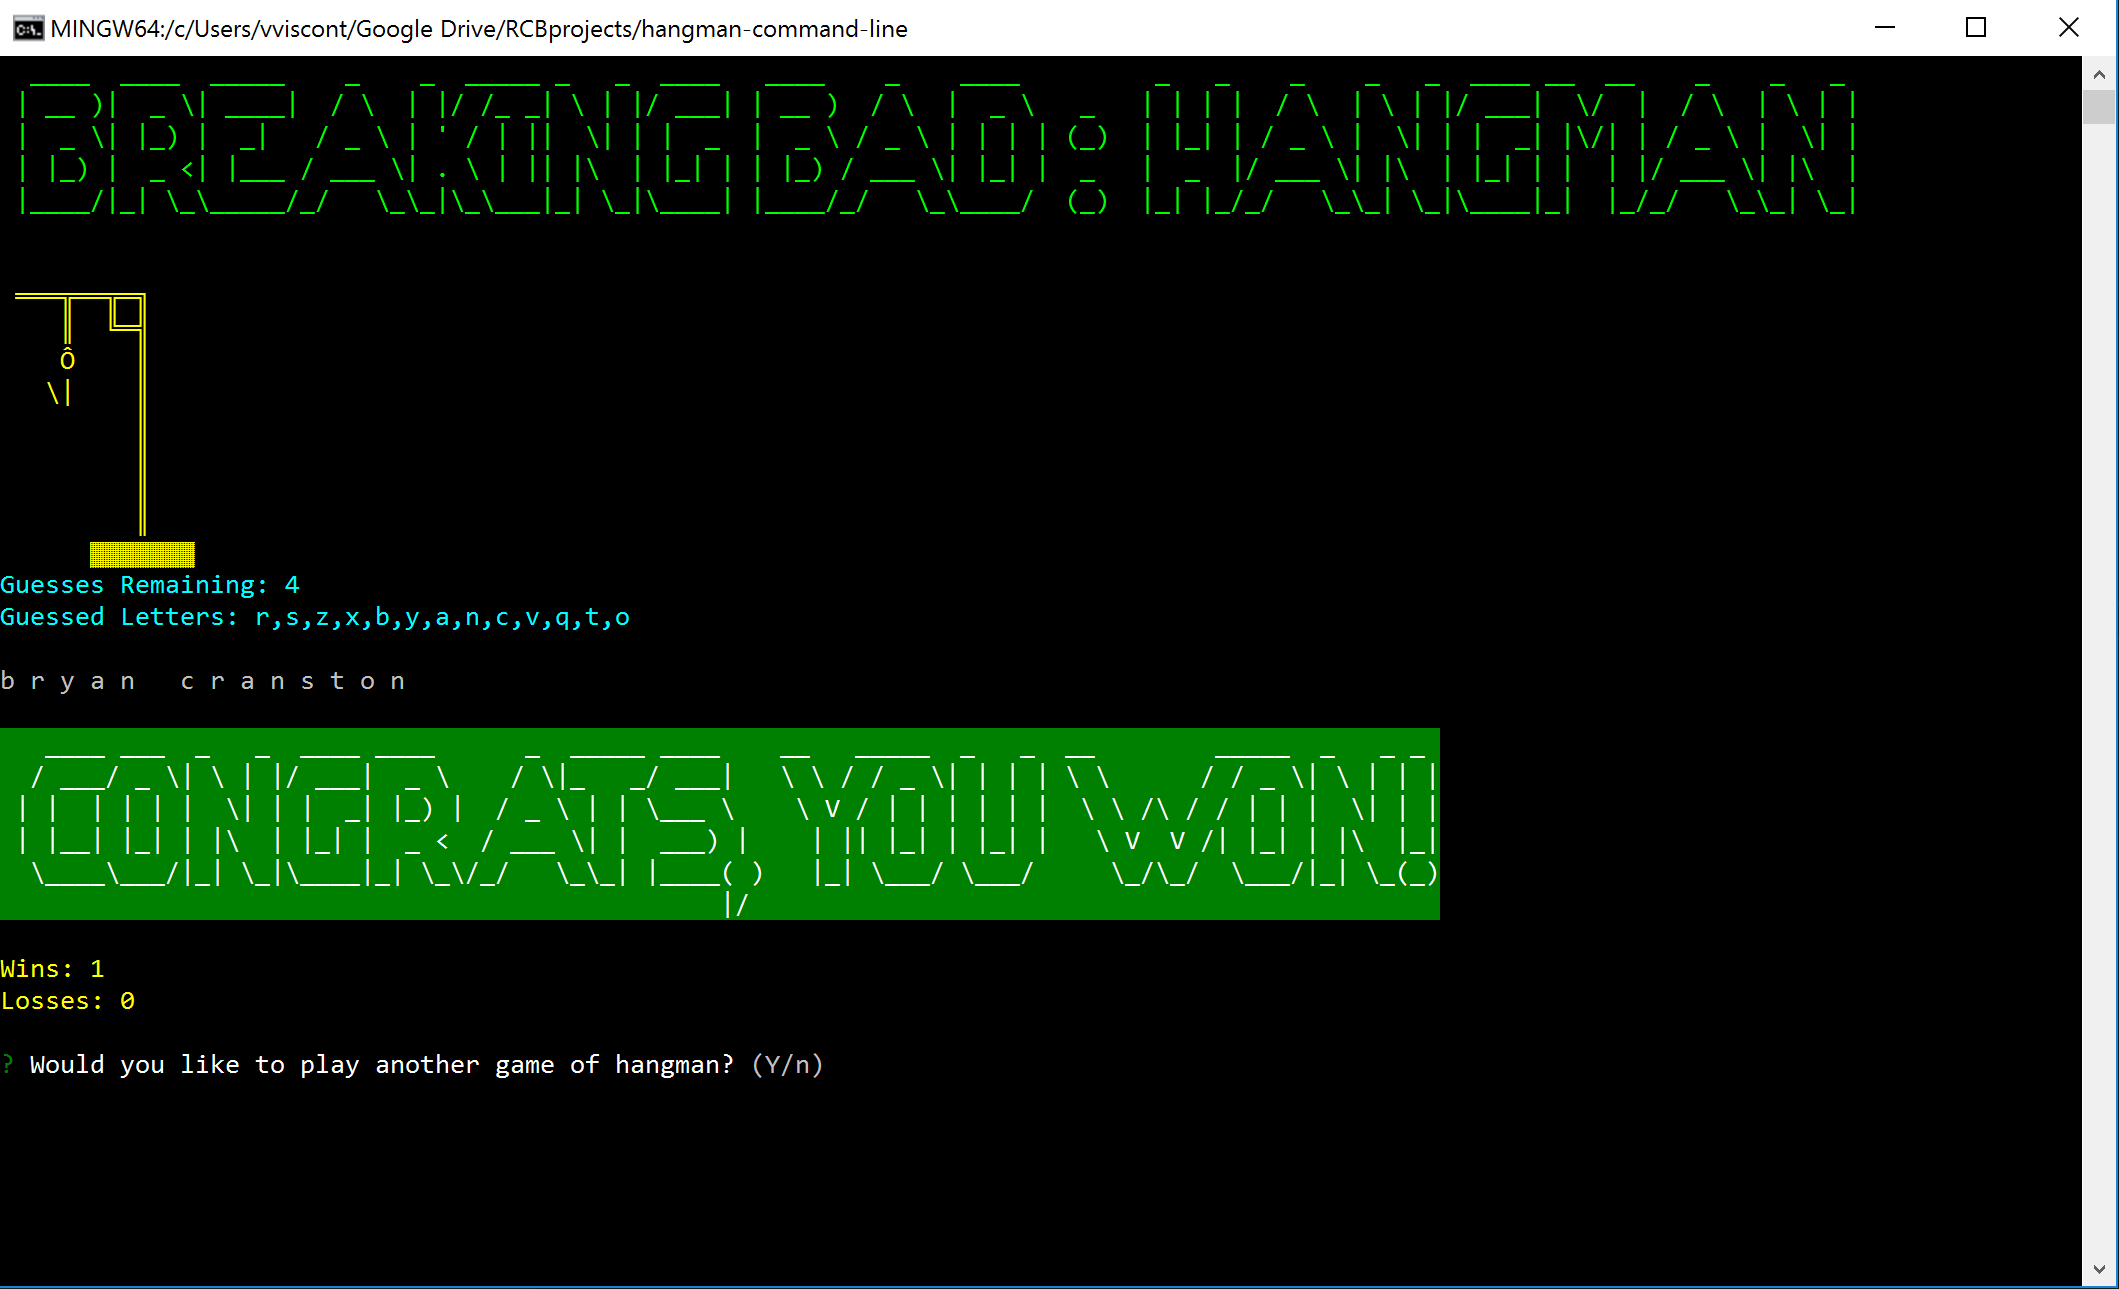 MINGW64:/c/Users/vviscont/Google Drive/RCBprojects/hangman-command-line
BREAKING BAD: HANGMAN
Guesses Remaining: 4
Guessed Letters: r,s,z,x,b,y,a,n,c,v,q,t,o
b r y a n   c r a n s t o n
CONGRATS, YOU WON!
Wins: 1
Losses: 0
? Would you like to play another game of hangman? (Y/n)